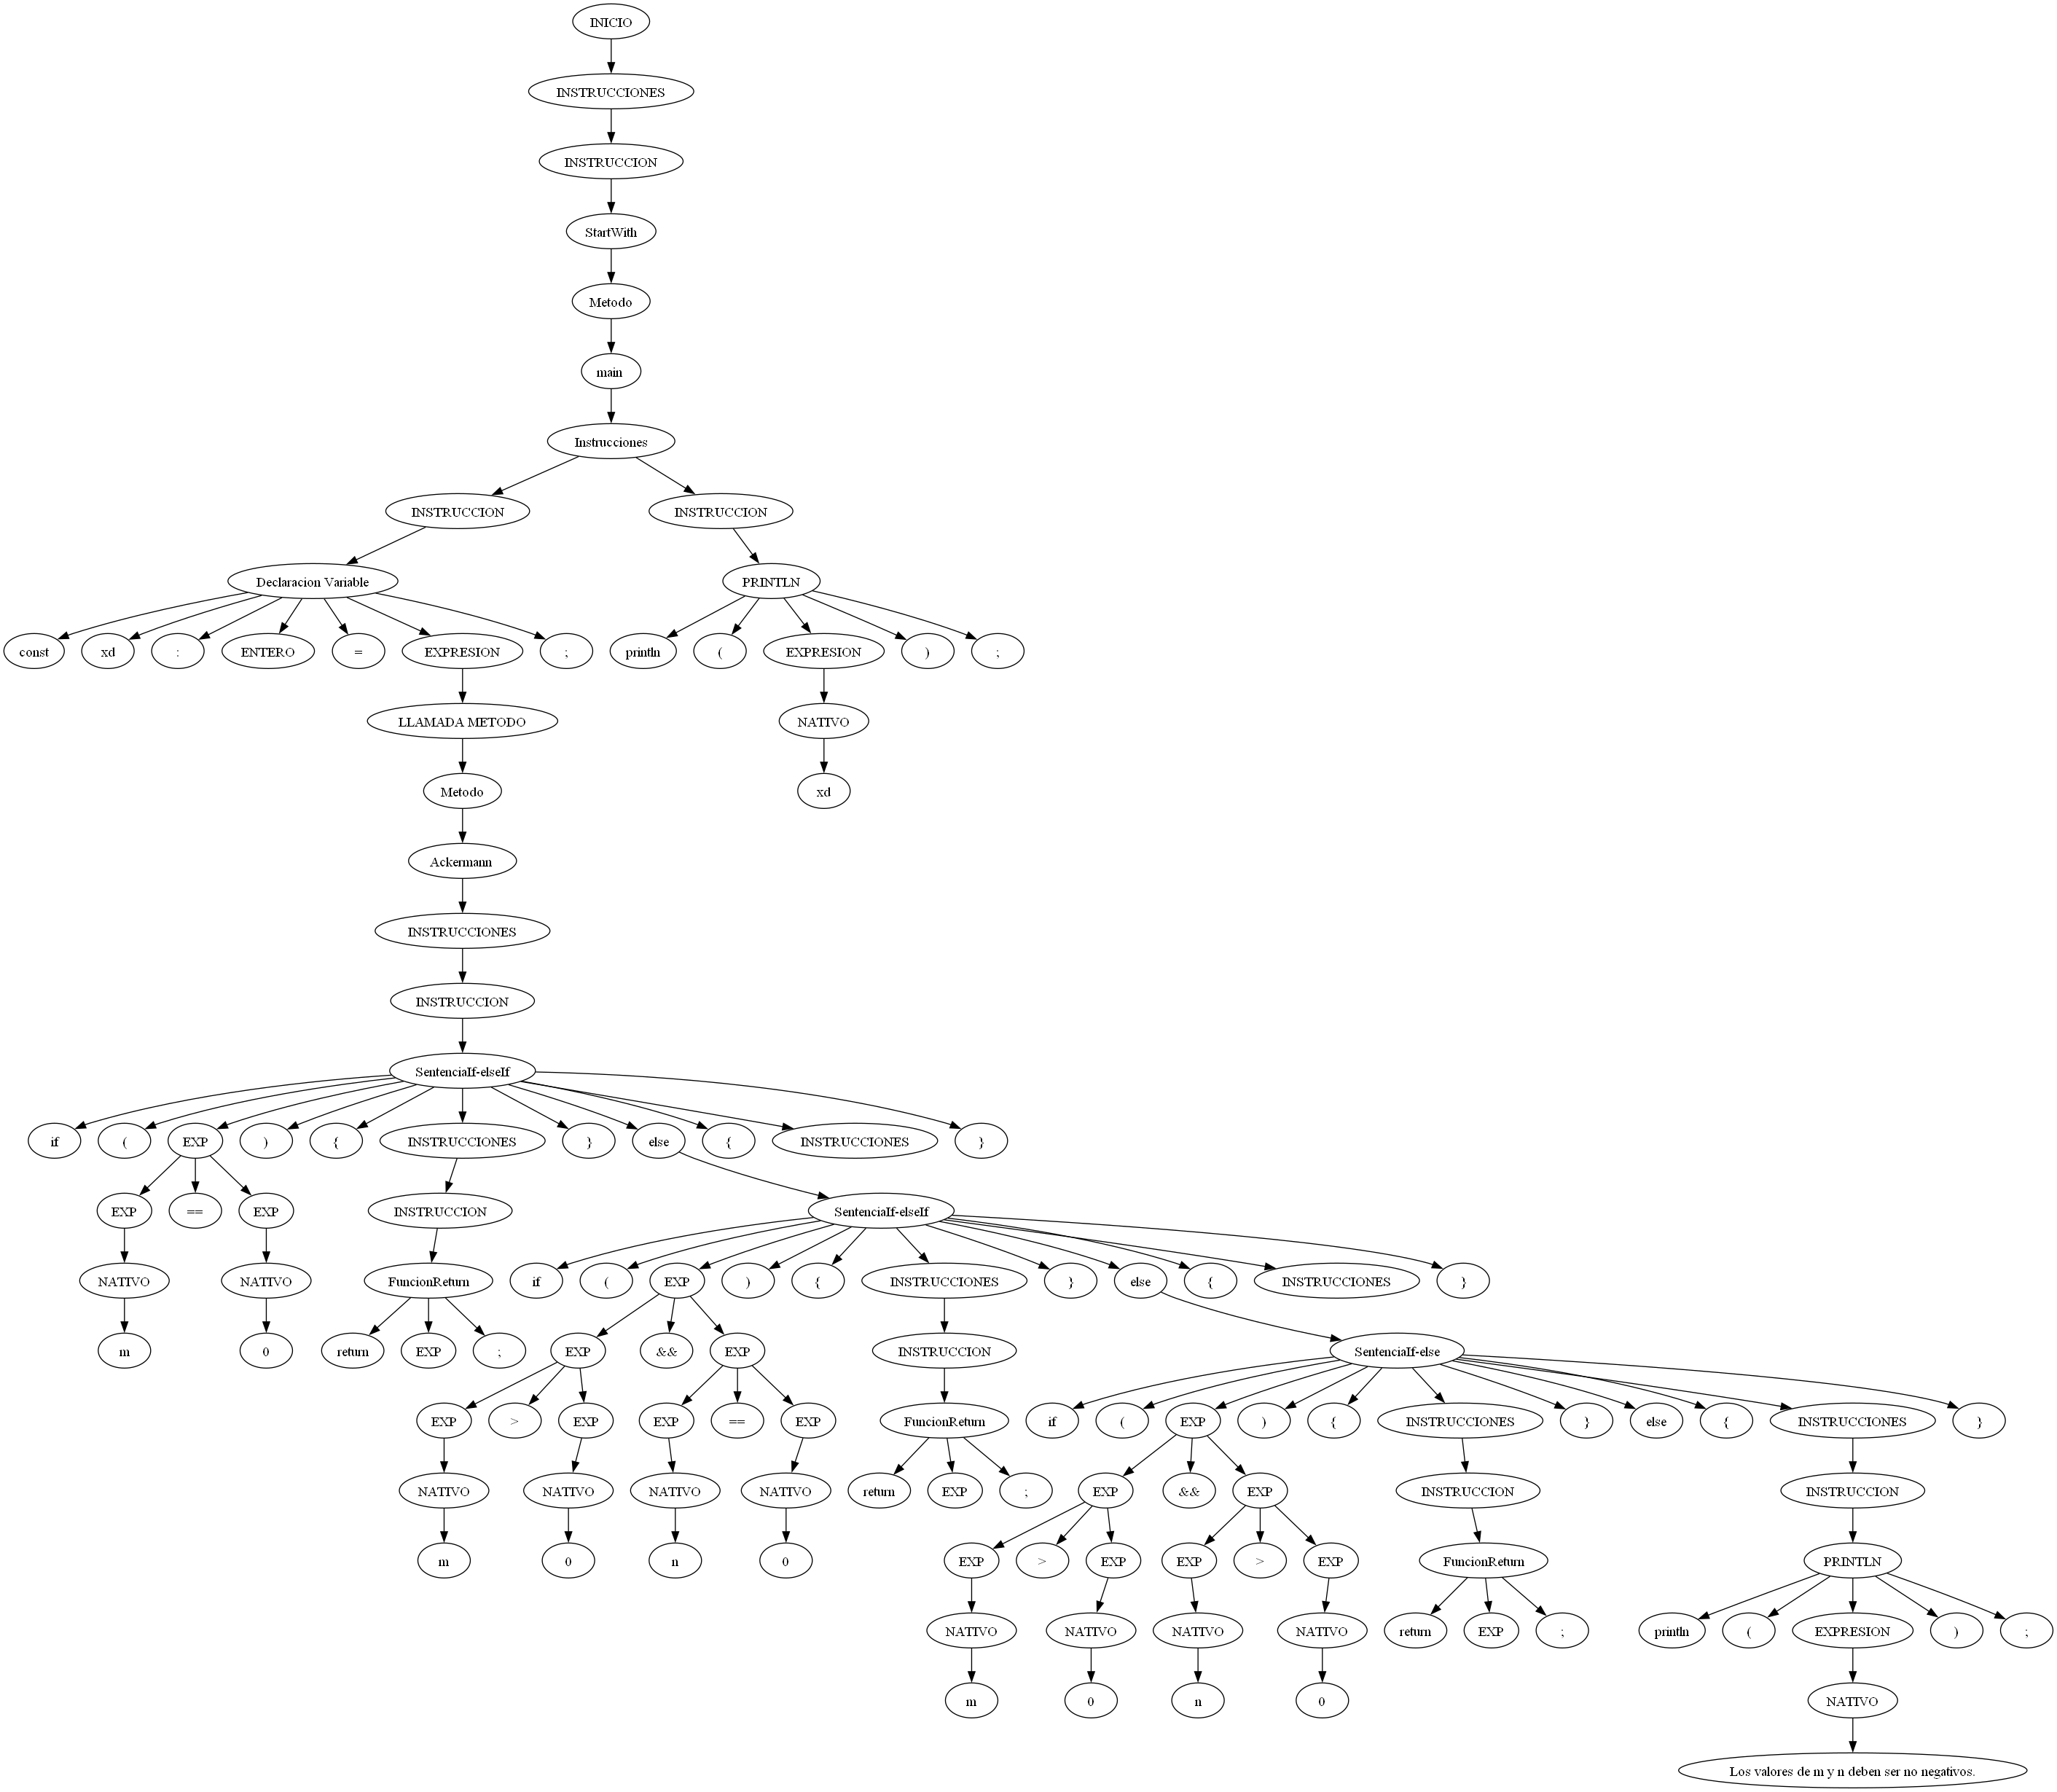 INICIO
INSTRUCCIONES
INSTRUCCION
StartWith
Metodo
main
Instrucciones
INSTRUCCION INSTRUCCION
Declaracion Variable PRINTLN
const xd : ENTERO = EXPRESION ; println ( EXPRESION ) ;
LLAMADA METODO NATIVO
Metodo xd
Ackermann
INSTRUCCIONES
INSTRUCCION
SentenciaIf-elseIf
if ( EXP ) { INSTRUCCIONES } else { INSTRUCCIONES }
EXP == EXP INSTRUCCION SentenciaIf-elseIf
NATIVO NATIVO FuncionReturn if ( EXP ) { INSTRUCCIONES } else { INSTRUCCIONES }
m 0 return EXP ; EXP && EXP INSTRUCCION SentenciaIf-else
EXP > EXP EXP == EXP FuncionReturn if ( EXP ) { INSTRUCCIONES } else { INSTRUCCIONES }
NATIVO NATIVO NATIVO NATIVO return EXP ; EXP && EXP INSTRUCCION INSTRUCCION
m 0 n 0 EXP > EXP EXP > EXP FuncionReturn PRINTLN
NATIVO NATIVO NATIVO NATIVO return EXP ; println ( EXPRESION ) ;
m 0 n 0 NATIVO
Los valores de m y n deben ser no negativos.